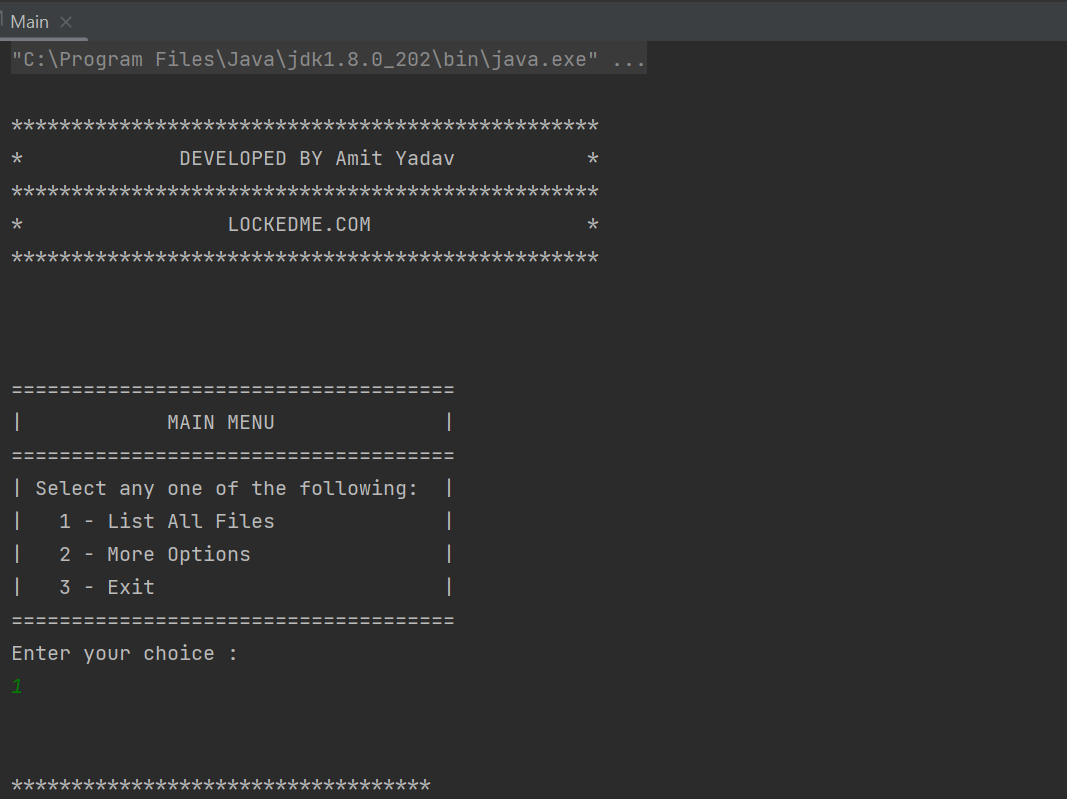 Main
"C:\Program Files\Java\jdk1.8.0_202\bin\java.exe" ...
*************************************************
*             DEVELOPED BY Amit Yadav           *
*************************************************
*                 LOCKEDME.COM                  *
*************************************************
=====================================
|            MAIN MENU              |
=====================================
| Select any one of the following:  |
|   1 - List All Files              |
|   2 - More Options                |
|   3 - Exit                        |
=====================================
Enter your choice :
1
***********************************